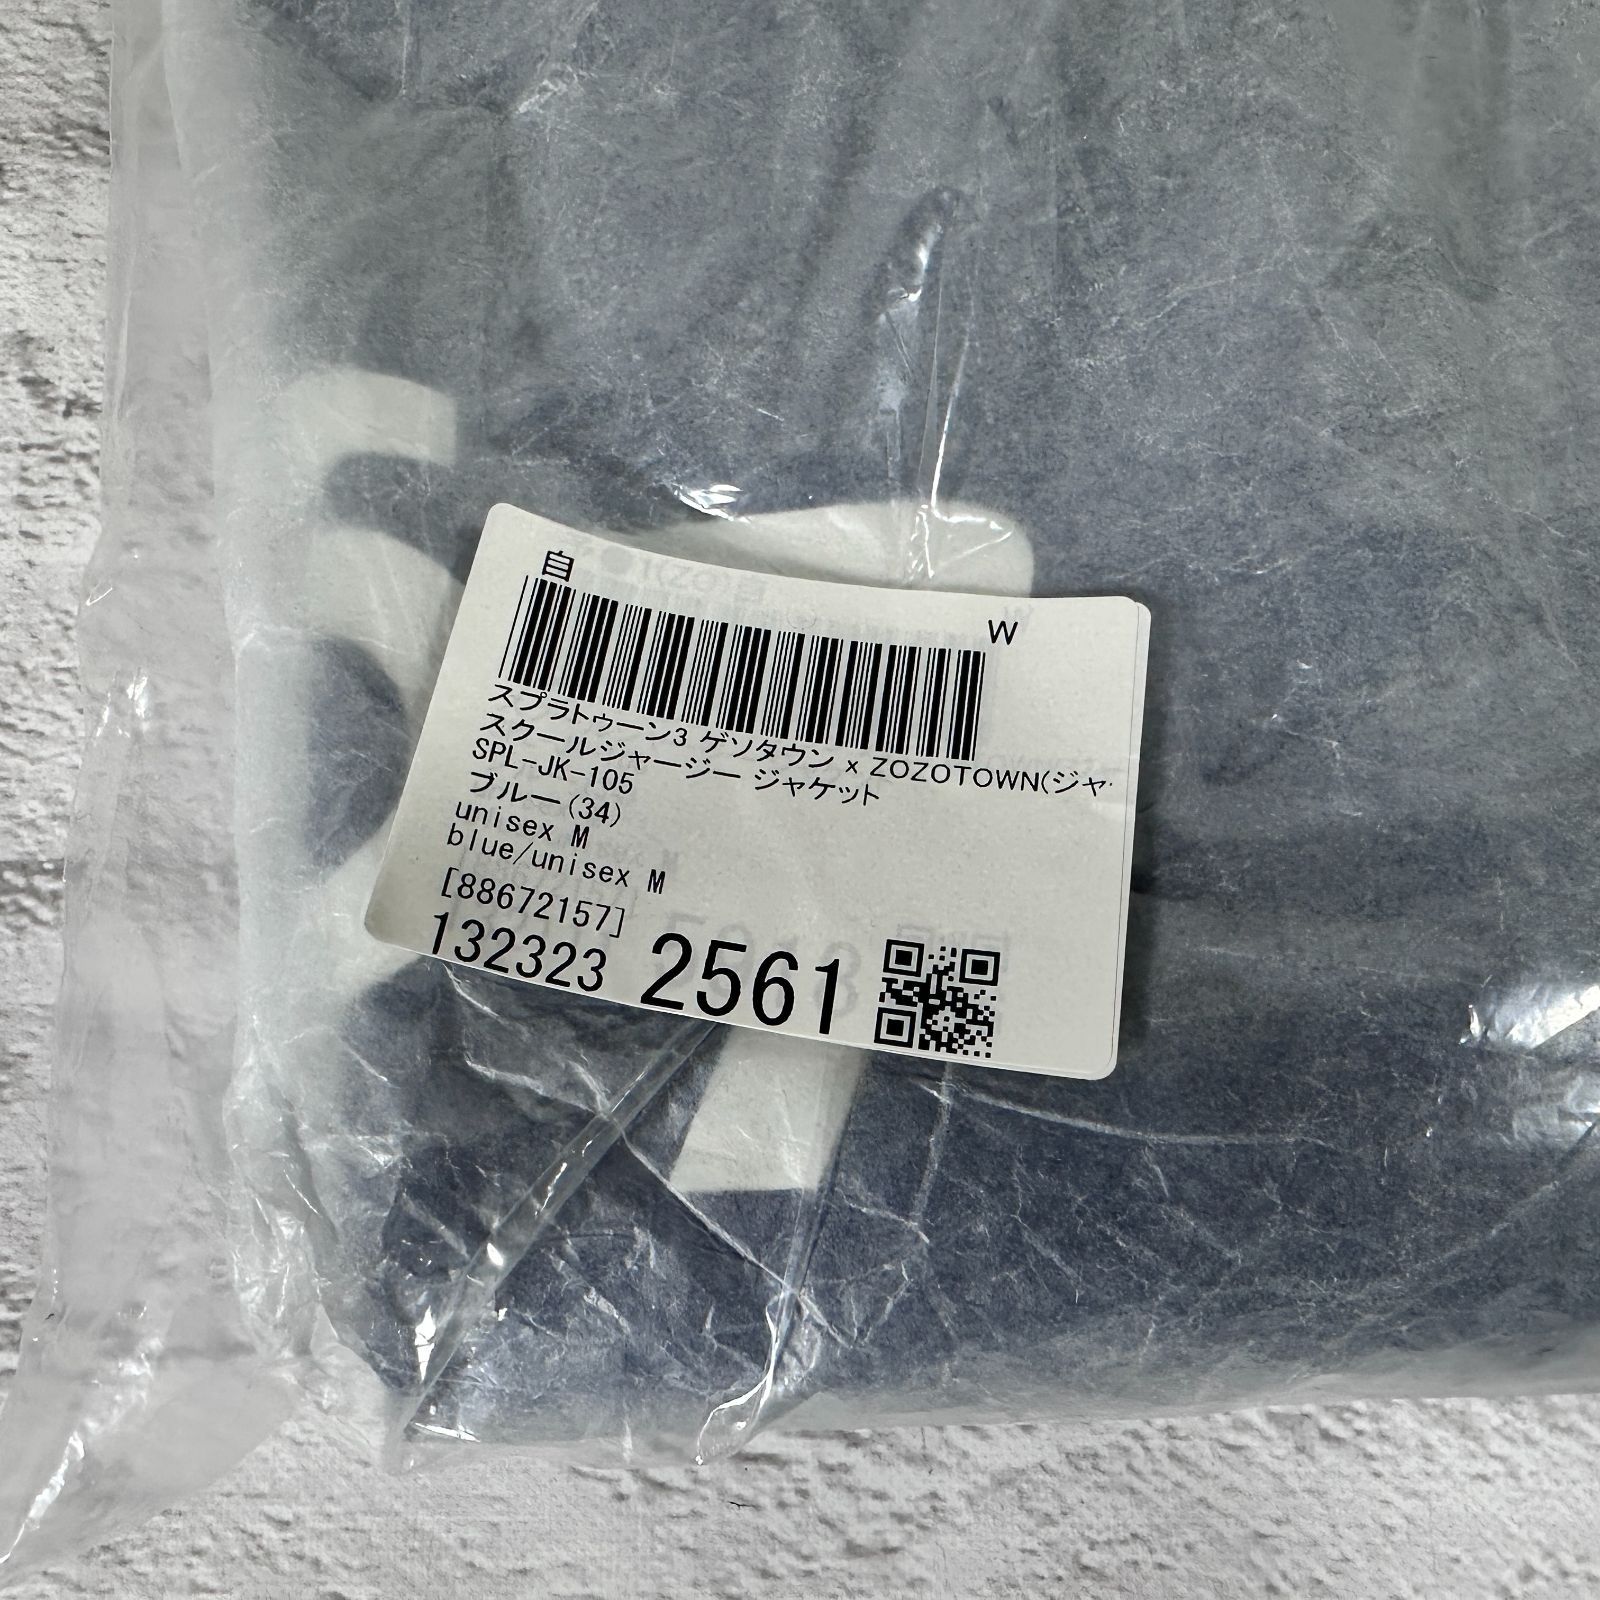 自
W
スプラトゥーン3 ゲソタウン × ZOZOTOWN(ジャ
スクールジャージー ジャケット
SPL-JK-105
ブルー(34)
unisex M
blue/unisex M
[88672157]
132323 2561